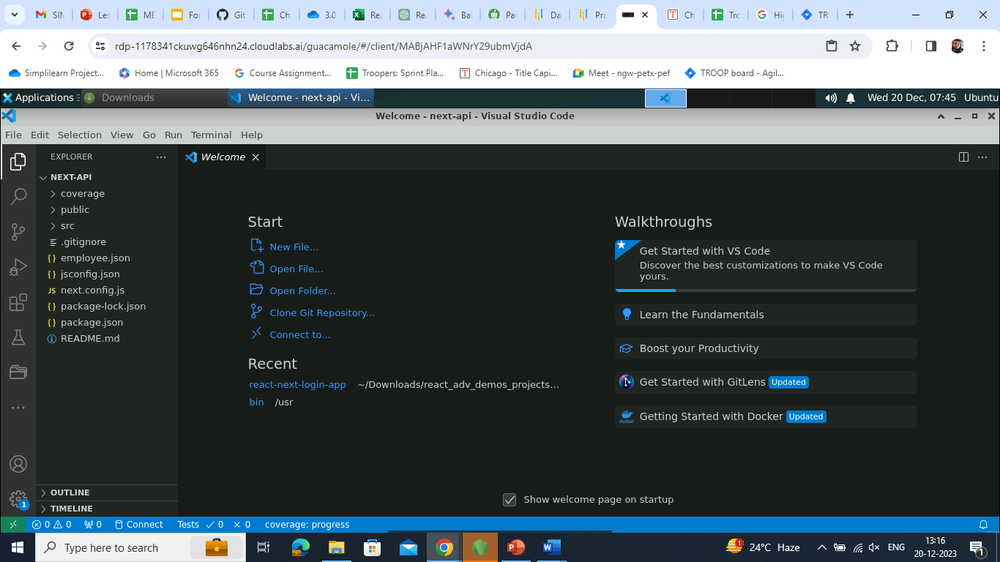 SIM
Les
ME
For
Git
Cha
3.0
Rea
Rea
Ba
Pa
Da
Pra
Ch
Tro
Hig
TR
rdp-1178341ckuwg646nhn24.cloudlabs.ai/guacamole/#/client/MABjAHF1aWNrY29ubmVjdA
Simplilearn Project...
Home | Microsoft 365
Course Assignment...
Troopers: Sprint Pla...
Chicago - Title Capi...
Meet - ngw-petx-pef
TROOP board - Agil...
Applications
Downloads
Welcome - next-api - Vi...
Wed 20 Dec, 07:45 Ubuntu
Welcome - next-api - Visual Studio Code
File Edit Selection View Go Run Terminal Help
EXPLORER
Welcome
NEXT-API
coverage
public
src
.gitignore
employee.json
jsconfig.json
next.config.js
package-lock.json
package.json
README.md
OUTLINE
TIMELINE
Start
New File...
Open File...
Open Folder...
Clone Git Repository...
Connect to...
Recent
react-next-login-app ~/Downloads/react_adv_demos_projects...
bin /usr
Walkthroughs
Get Started with VS Code
Discover the best customizations to make VS Code
yours.
Learn the Fundamentals
Boost your Productivity
Get Started with GitLens Updated
Getting Started with Docker Updated
Show welcome page on startup
1
0 0 0 Connect Tests 0 0 coverage: progress
Type here to search
24°C Haze
ENG
13:16
20-12-2023
1